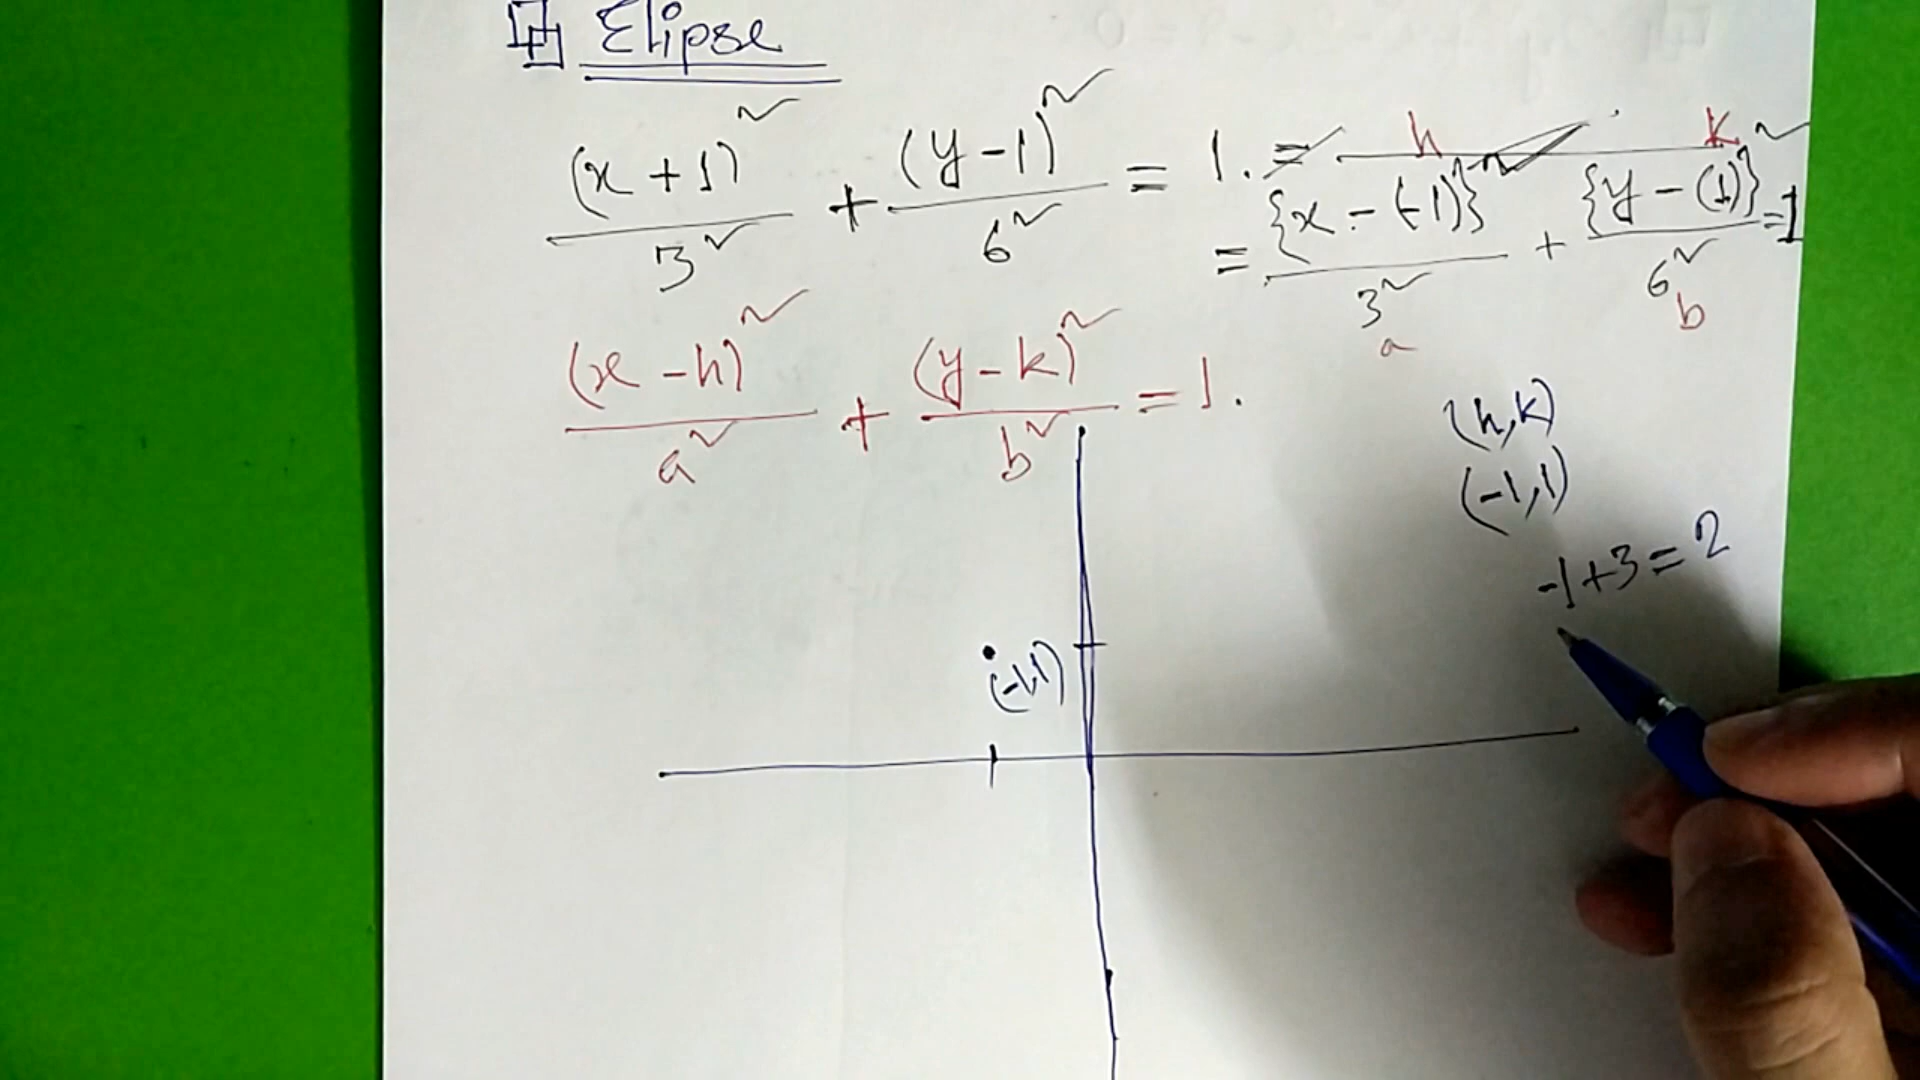 Elipse
(x+1)²/3² + (y-1)²/6² = 1. =
h k
= {x-(-1)}²/3² + {y-(1)}²/6² = 1
a b
(x-h)²/a² + (y-k)²/b² = 1.
(h,k)
(-1,1)
-1+3=2
(-1,1)